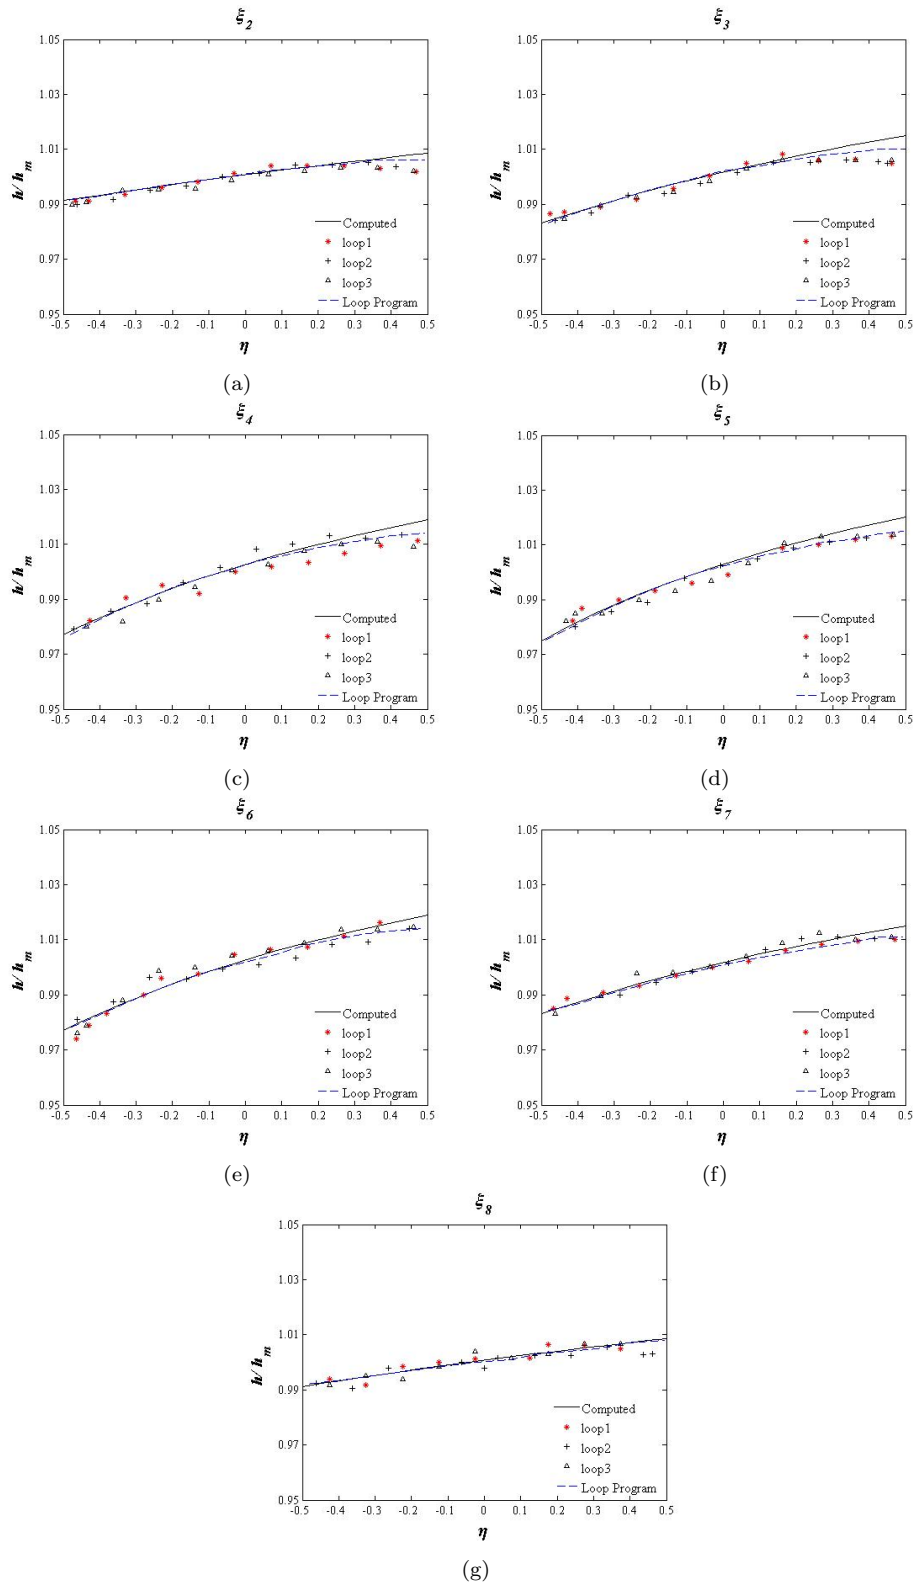 ξ2
1.05
1.03
1.01
0.99
0.97
0.95
h/ hm
Computed
loop1
loop2
loop3
Loop Program
-0.5 -0.4 -0.3 -0.2 -0.1 0 0.1 0.2 0.3 0.4 0.5
η
(a)
ξ3
1.05
1.03
1.01
0.99
0.97
0.95
h/ hm
Computed
loop1
loop2
loop3
Loop Program
-0.5 -0.4 -0.3 -0.2 -0.1 0 0.1 0.2 0.3 0.4 0.5
η
(b)
ξ4
1.05
1.03
1.01
0.99
0.97
0.95
h/ hm
Computed
loop1
loop2
loop3
Loop Program
-0.5 -0.4 -0.3 -0.2 -0.1 0 0.1 0.2 0.3 0.4 0.5
η
(c)
ξ5
1.05
1.03
1.01
0.99
0.97
0.95
h/ hm
Computed
loop1
loop2
loop3
Loop Program
-0.5 -0.4 -0.3 -0.2 -0.1 0 0.1 0.2 0.3 0.4 0.5
η
(d)
ξ6
1.05
1.03
1.01
0.99
0.97
0.95
h/ hm
Computed
loop1
loop2
loop3
Loop Program
-0.5 -0.4 -0.3 -0.2 -0.1 0 0.1 0.2 0.3 0.4 0.5
η
(e)
ξ7
1.05
1.03
1.01
0.99
0.97
0.95
h/ hm
Computed
loop1
loop2
loop3
Loop Program
-0.5 -0.4 -0.3 -0.2 -0.1 0 0.1 0.2 0.3 0.4 0.5
η
(f)
ξ8
1.05
1.03
1.01
0.99
0.97
0.95
h/ hm
Computed
loop1
loop2
loop3
Loop Program
-0.5 -0.4 -0.3 -0.2 -0.1 0 0.1 0.2 0.3 0.4 0.5
η
(g)